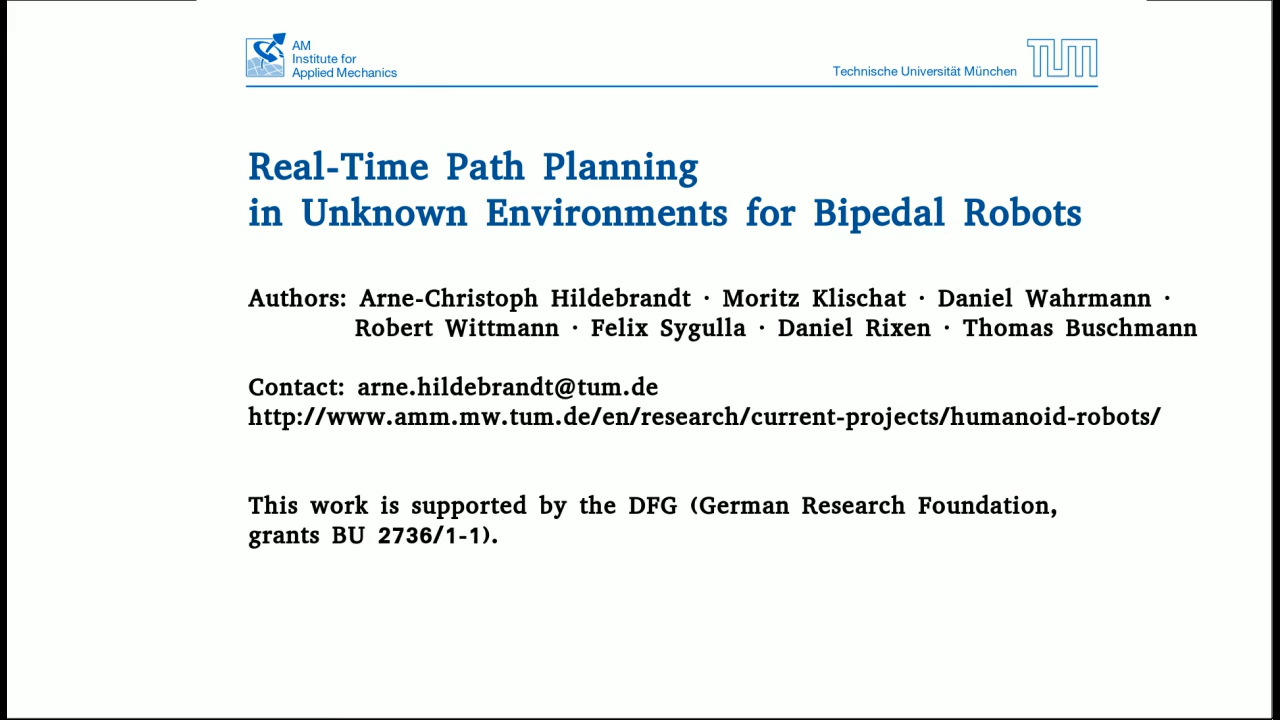 AM
Institute for
Applied Mechanics
Technische Universität München
TUM
Real-Time Path Planning
in Unknown Environments for Bipedal Robots
Authors: Arne-Christoph Hildebrandt · Moritz Klischat · Daniel Wahrmann ·
Robert Wittmann · Felix Sygulla · Daniel Rixen · Thomas Buschmann
Contact: arne.hildebrandt@tum.de
http://www.amm.mw.tum.de/en/research/current-projects/humanoid-robots/
This work is supported by the DFG (German Research Foundation,
grants BU 2736/1-1).